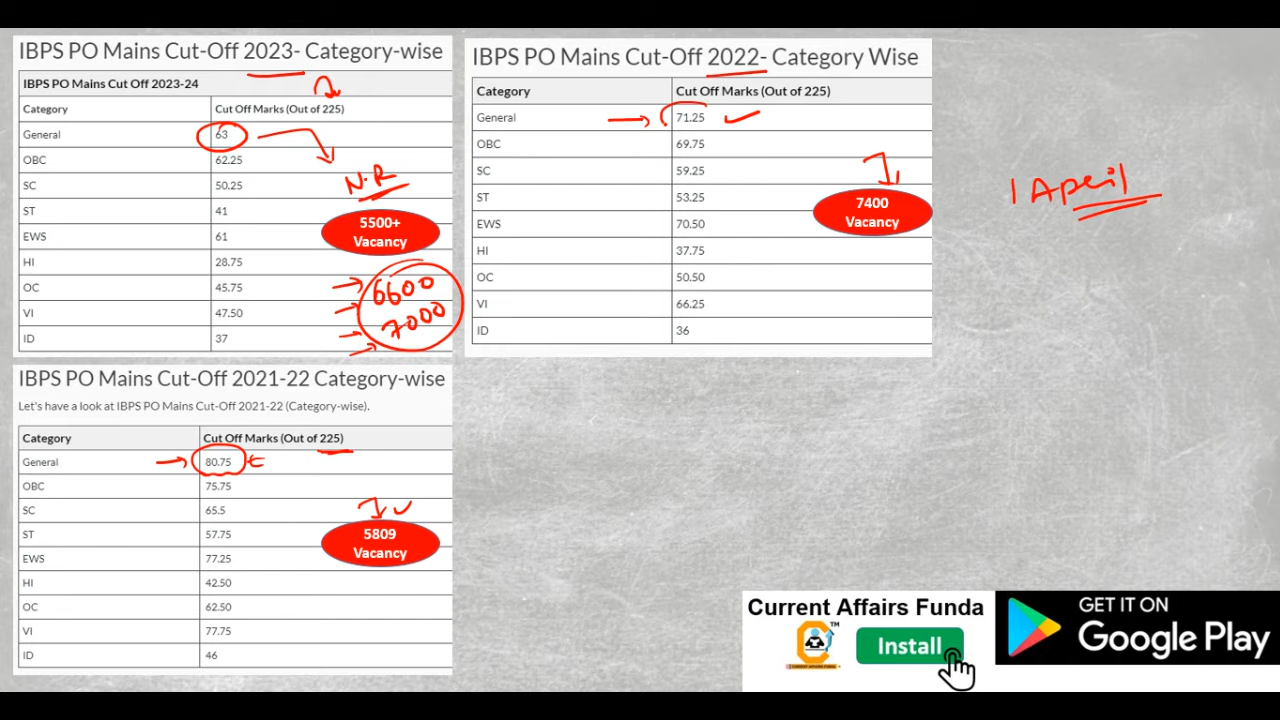 IBPS PO Mains Cut-Off 2023- Category-wise
IBPS PO Mains Cut Off 2023-24
Category Cut Off Marks (Out of 225)
General 63
OBC 62.25
SC 50.25
ST 41
EWS 61
HI 28.75
OC 45.75
VI 47.50
ID 37
N.R
5500+
Vacancy
6600
7000
IBPS PO Mains Cut-Off 2022- Category Wise
Category Cut Off Marks (Out of 225)
General 71.25
OBC 69.75
SC 59.25
ST 53.25
EWS 70.50
HI 37.75
OC 50.50
VI 66.25
ID 36
7400
Vacancy
1 April
IBPS PO Mains Cut-Off 2021-22 Category-wise
Let's have a look at IBPS PO Mains Cut-Off 2021-22 (Category-wise).
Category Cut Off Marks (Out of 225)
General 80.75
OBC 75.75
SC 65.5
ST 57.75
EWS 77.25
HI 42.50
OC 62.50
VI 77.75
ID 46
5809
Vacancy
Current Affairs Funda
TM
CURRENT AFFAIRS FUNDA
Install
GET IT ON
Google Play